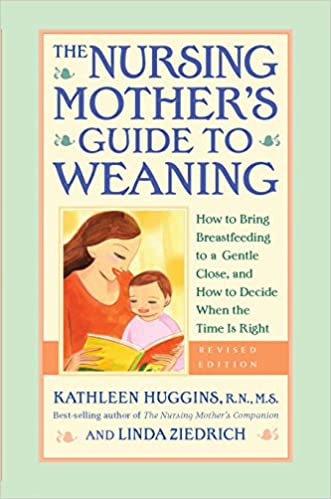 THE NURSING
MOTHER'S
GUIDE TO
WEANING
How to Bring
Breastfeeding
to a Gentle
Close, and
How to Decide
When the
Time Is Right
REVISED
EDITION
KATHLEEN HUGGINS, R.N., M.S.
Best-selling author of The Nursing Mother's Companion
AND LINDA ZIEDRICH